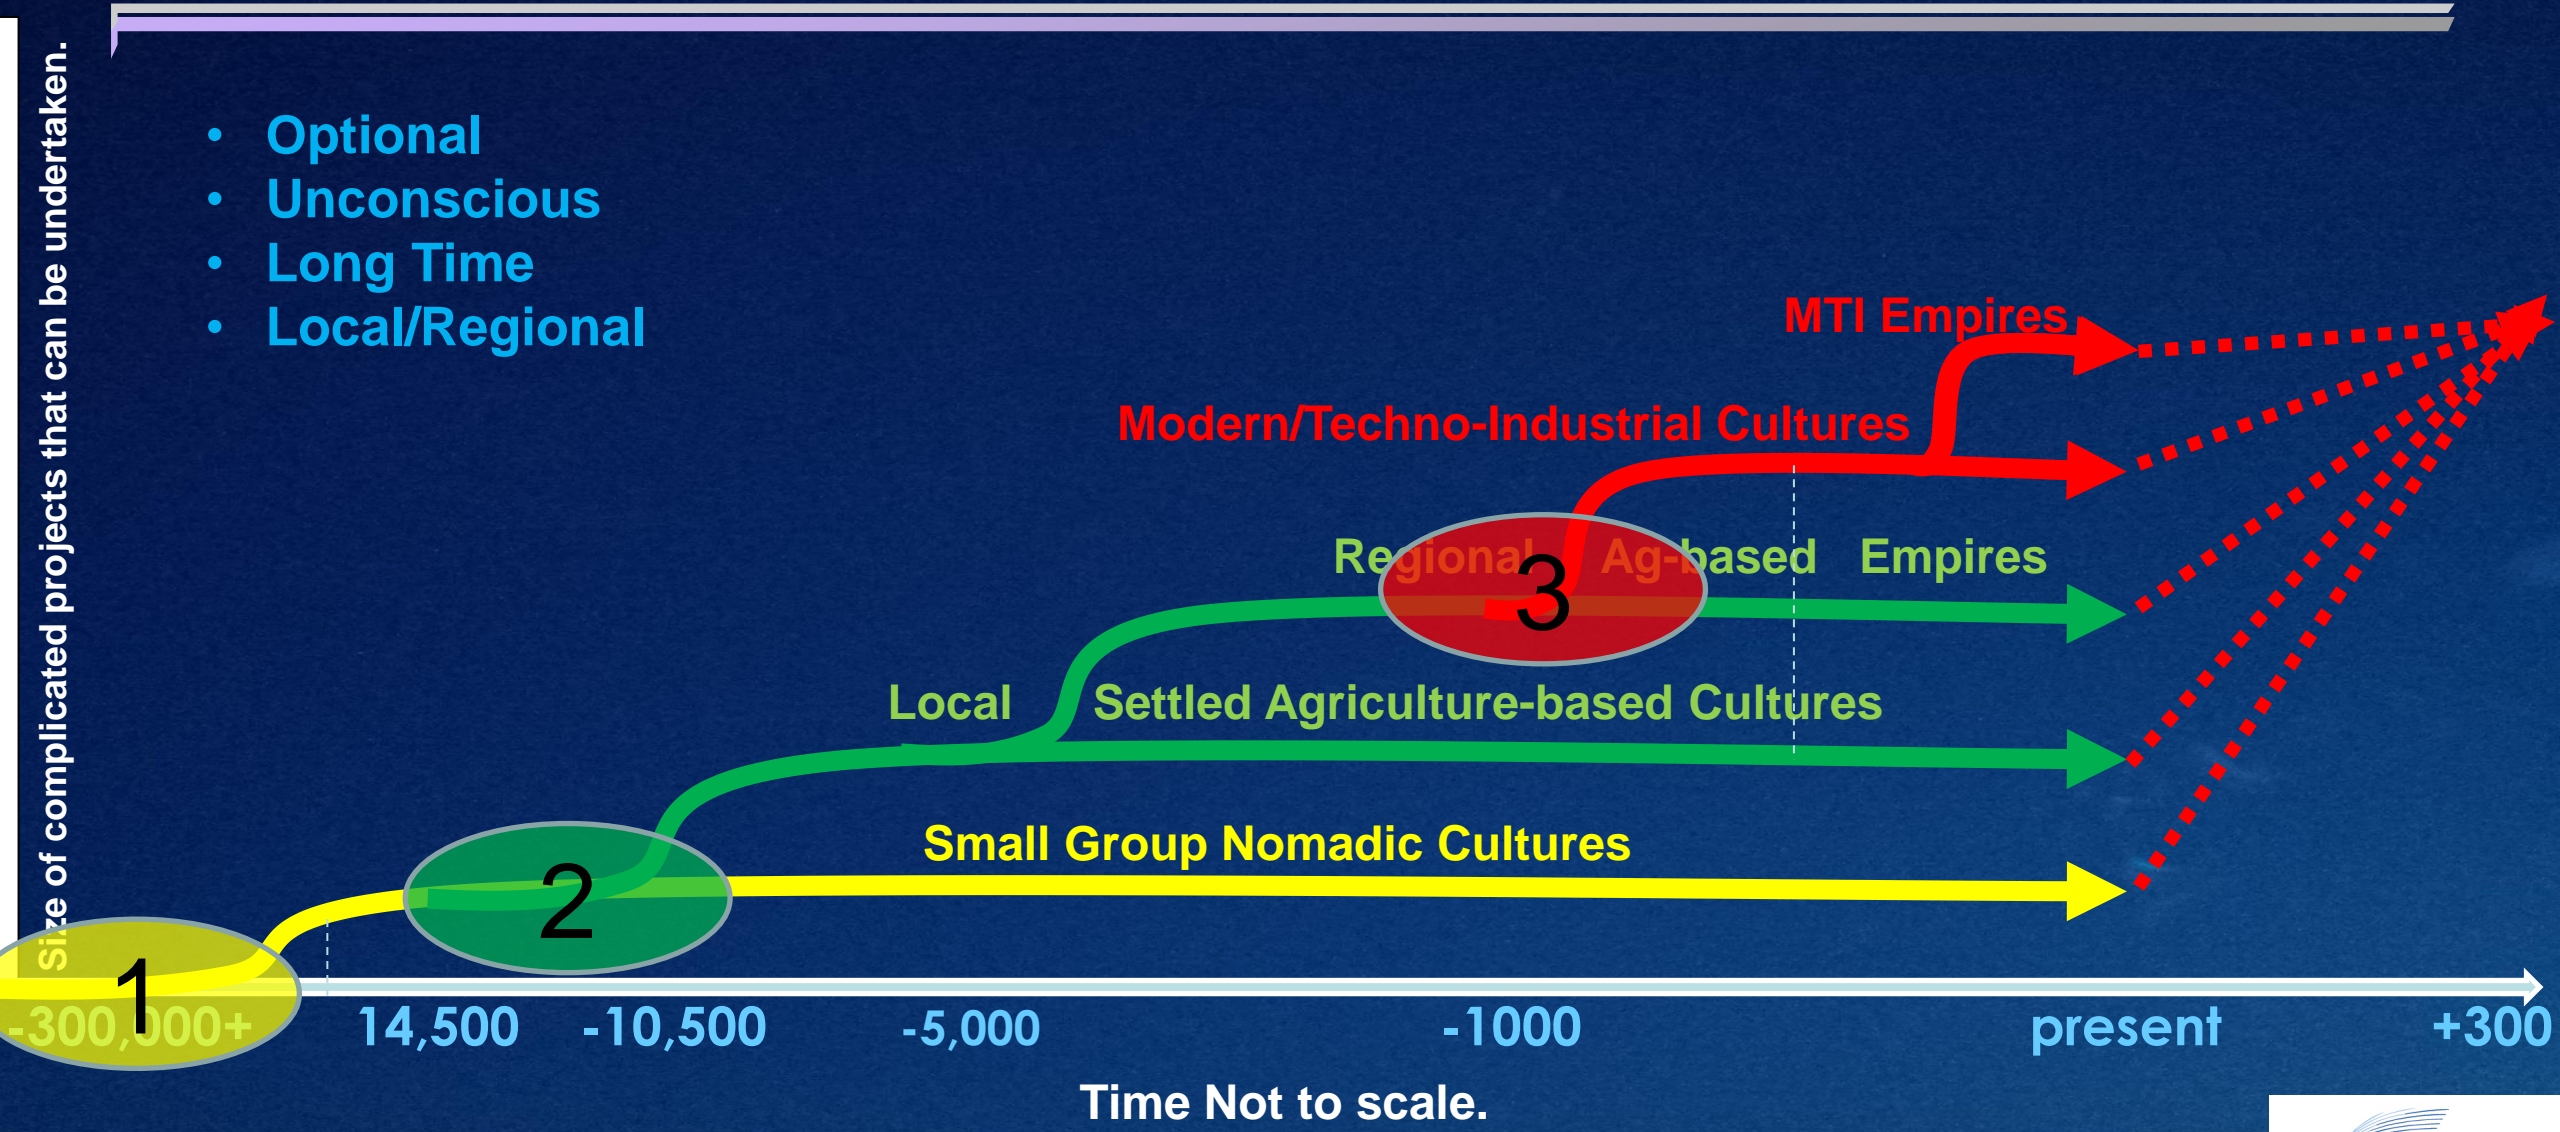 Size of complicated projects that can be undertaken.
• Optional
• Unconscious
• Long Time
• Local/Regional
MTI Empires
Modern/Techno-Industrial Cultures
Regional Ag-based Empires
3
Local Settled Agriculture-based Cultures
Small Group Nomadic Cultures
2
1
-300,000+ 14,500 -10,500 -5,000 -1000 present +300
Time Not to scale.